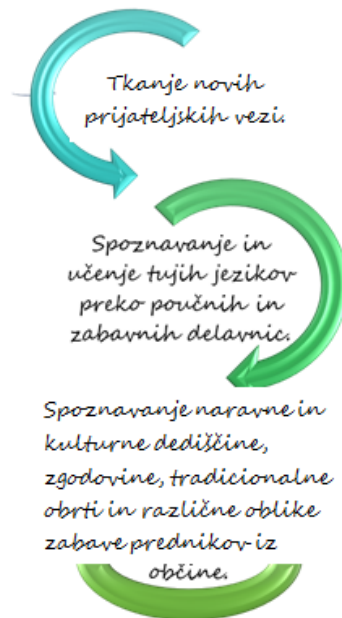 Tkanje novih
prijateljskih vezi.
Spoznavanje in
učenje tujih jezikov
preko poučnih in
zabavnih delavnic.
Spoznavanje naravne in
kulturne dediščine,
zgodovine, tradicionalne
obrti in različne oblike
zabave prednikov iz
občine.